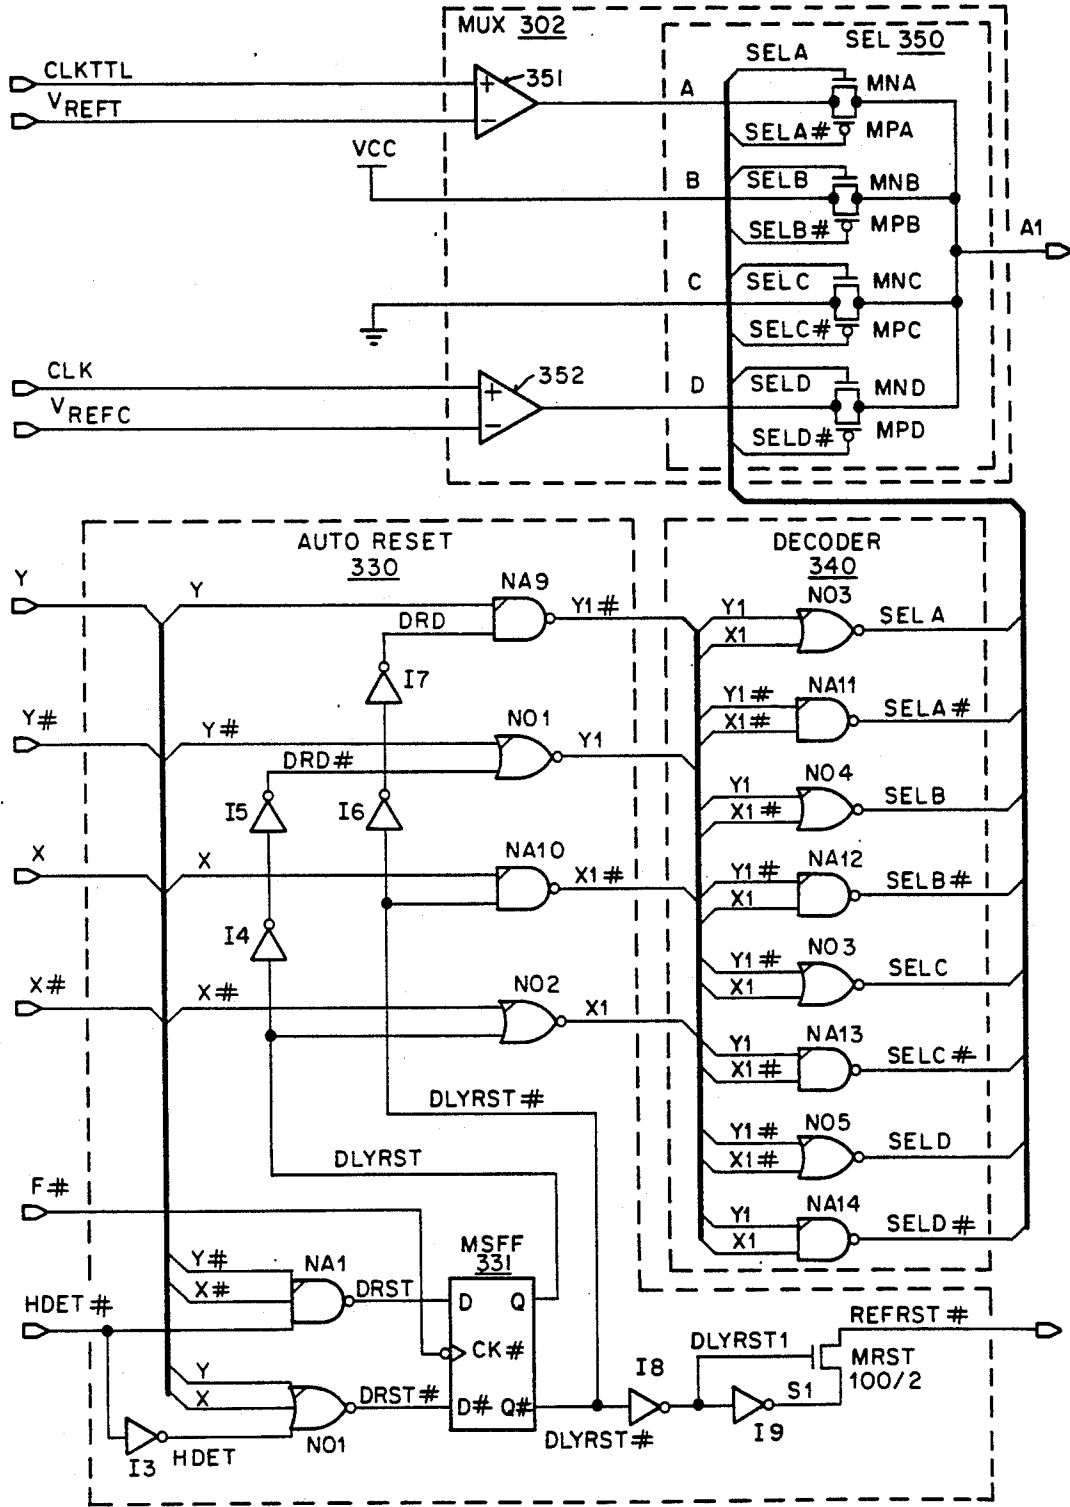 MUX 302
SEL 350
CLKTTL
VREFT
351
A
SELA
MNA
SELA#
MPA
VCC
B
SELB
MNB
SELB#
MPB
A1
C
SELC
MNC
SELC#
MPC
CLK
VREFC
352
D
SELD
MND
SELD#
MPD
AUTO RESET
330
DECODER
340
Y
Y
NA9
Y1#
DRD
I7
Y1
X1
NO3
SELA
Y#
Y#
NO1
Y1
DRD#
I5
I6
Y1#
X1#
NA11
SELA#
Y1
X1#
NO4
SELB
X
X
NA10
X1#
I4
Y1#
X1
NA12
SELB#
X#
X#
NO2
X1
Y1#
X1
NO3
SELC
Y1
X1#
NA13
SELC#
DLYRST#
DLYRST
Y1#
X1#
NO5
SELD
F#
Y1
X1
NA14
SELD#
Y#
X#
NA1
DRST
MSFF
331
D
Q
CK#
D#
Q#
HDET#
Y
X
DRST#
NO1
I3
HDET
DLYRST#
I8
DLYRST1
I9
S1
REFRST#
MRST
100/2
- +
- +